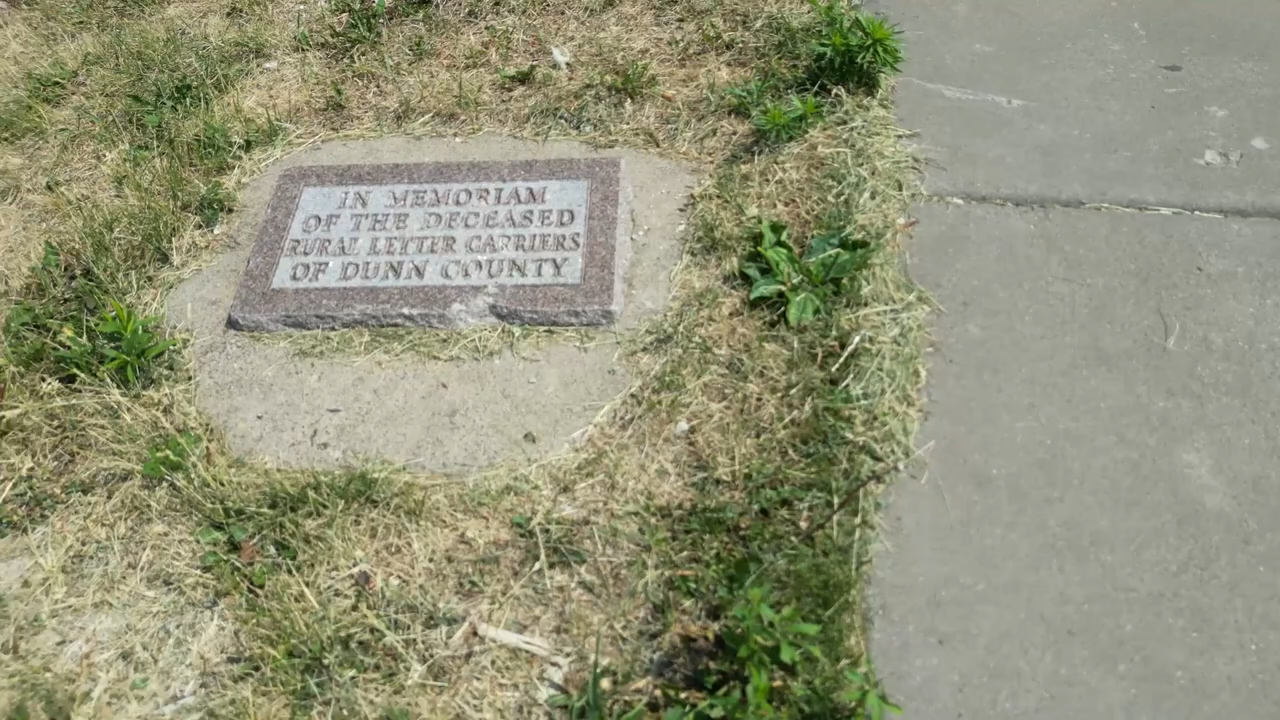 IN MEMORIAM
OF THE DECEASED
RURAL LETTER CARRIERS
OF DUNN COUNTY